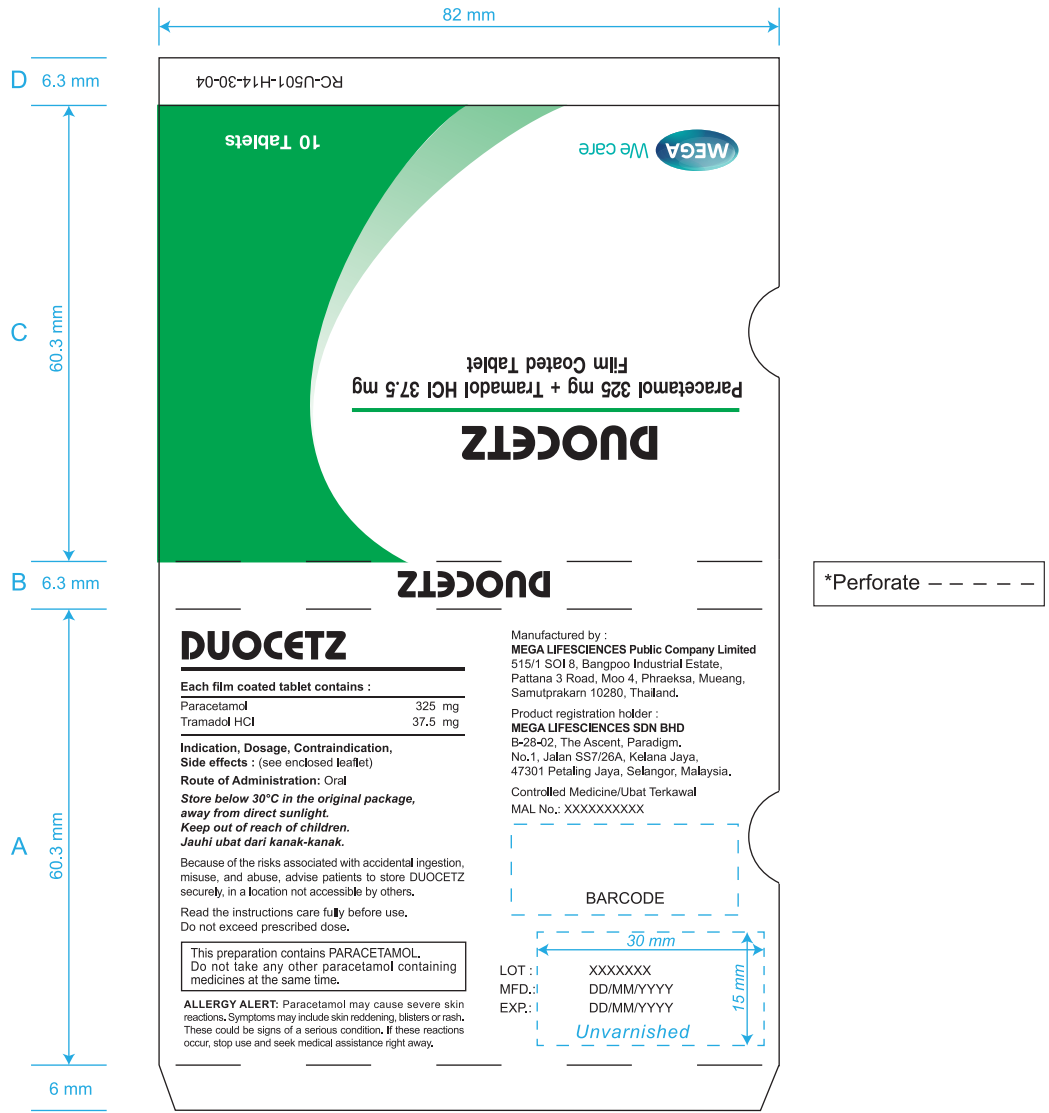 82 mm
D
6.3 mm
RC-U501-H14-30-04
10 Tablets
MEGA We care
C
60.3 mm
Paracetamol 325 mg + Tramadol HCl 37.5 mg
Film Coated Tablet
DUOCETZ
B
6.3 mm
DUOCETZ
*Perforate
A
60.3 mm
DUOCETZ
Each film coated tablet contains :
Paracetamol 325 mg
Tramadol HCl 37.5 mg
Indication, Dosage, Contraindication,
Side effects : (see enclosed leaflet)
Route of Administration: Oral
Store below 30°C in the original package,
away from direct sunlight.
Keep out of reach of children.
Jauhi ubat dari kanak-kanak.
Because of the risks associated with accidental ingestion,
misuse, and abuse, advise patients to store DUOCETZ
securely, in a location not accessible by others.
Read the instructions care fully before use.
Do not exceed prescribed dose.
This preparation contains PARACETAMOL.
Do not take any other paracetamol containing
medicines at the same time.
ALLERGY ALERT: Paracetamol may cause severe skin
reactions. Symptoms may include skin reddening, blisters or rash.
These could be signs of a serious condition. If these reactions
occur, stop use and seek medical assistance right away.
Manufactured by :
MEGA LIFESCIENCES Public Company Limited
515/1 SOI 8, Bangpoo Industrial Estate,
Pattana 3 Road, Moo 4, Phraeksa, Mueang,
Samutprakarn 10280, Thailand.
Product registration holder :
MEGA LIFESCIENCES SDN BHD
B-28-02, The Ascent, Paradigm.
No.1, Jalan SS7/26A, Kelana Jaya,
47301 Petaling Jaya, Selangor, Malaysia.
Controlled Medicine/Ubat Terkawal
MAL No.: XXXXXXXXXX
BARCODE
30 mm
15 mm
LOT : XXXXXXX
MFD.: DD/MM/YYYY
EXP.: DD/MM/YYYY
Unvarnished
6 mm